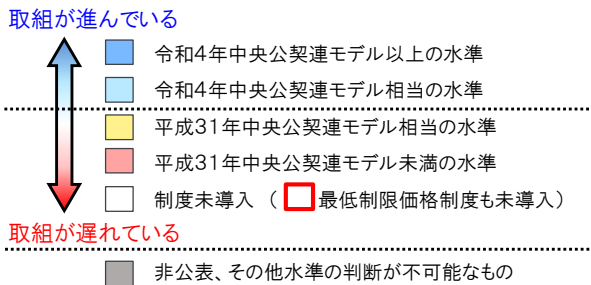 取組が進んでいる
令和4年中央公契連モデル以上の水準
令和4年中央公契連モデル相当の水準
平成31年中央公契連モデル相当の水準
平成31年中央公契連モデル未満の水準
制度未導入 ( 最低制限価格制度も未導入)
取組が遅れている
非公表、その他水準の判断が不可能なもの